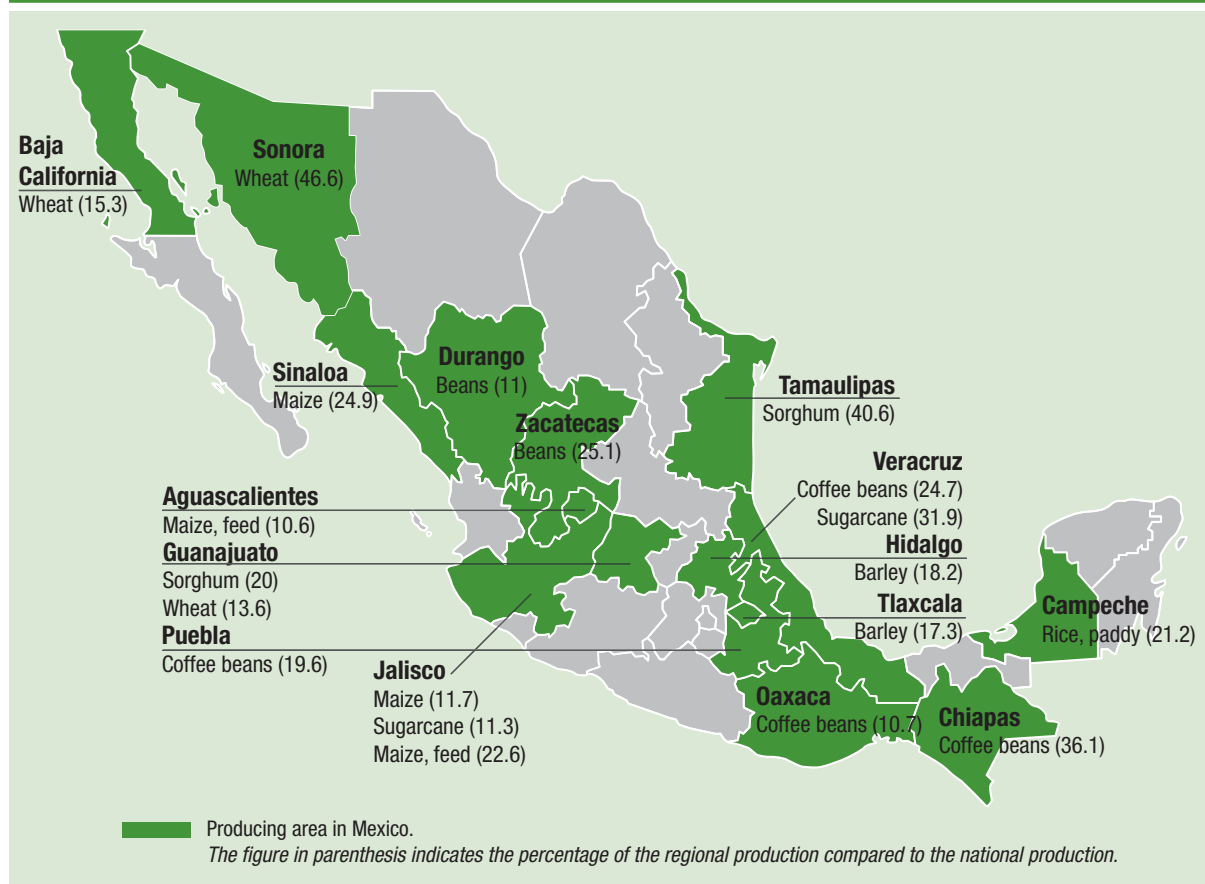 Baja
California
Wheat (15.3)
Sonora
Wheat (46.6)
Sinaloa
Maize (24.9)
Durango
Beans (11)
Zacatecas
Beans (25.1)
Tamaulipas
Sorghum (40.6)
Veracruz
Coffee beans (24.7)
Sugarcane (31.9)
Hidalgo
Barley (18.2)
Tlaxcala
Barley (17.3)
Aguascalientes
Maize, feed (10.6)
Guanajuato
Sorghum (20)
Wheat (13.6)
Puebla
Coffee beans (19.6)
Jalisco
Maize (11.7)
Sugarcane (11.3)
Maize, feed (22.6)
Oaxaca
Coffee beans (10.7)
Chiapas
Coffee beans (36.1)
Campeche
Rice, paddy (21.2)
Producing area in Mexico.
The figure in parenthesis indicates the percentage of the regional production compared to the national production.